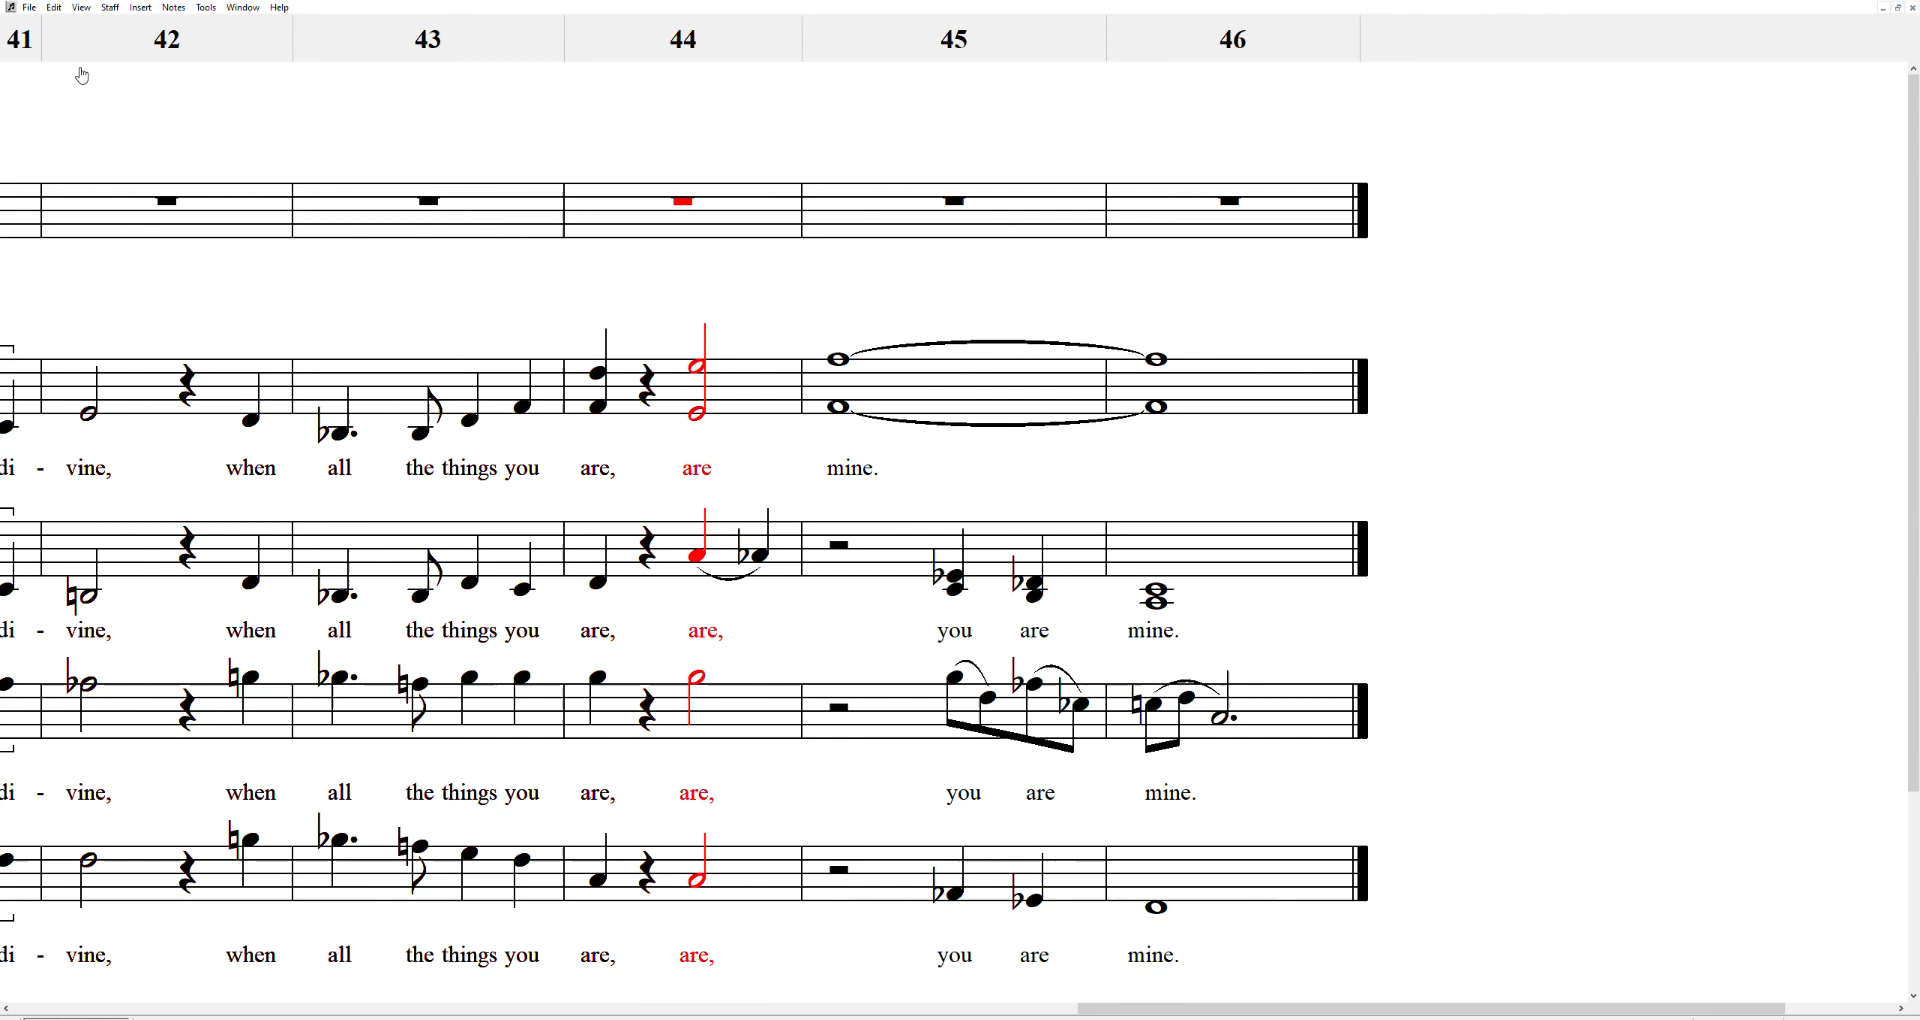 File Edit View Staff Insert Notes Tools Window Help
41 42 43 44 45 46
di - vine, when all the things you are, are mine.
di - vine, when all the things you are, are, you are mine.
di - vine, when all the things you are, are, you are mine.
di - vine, when all the things you are, are, you are mine.